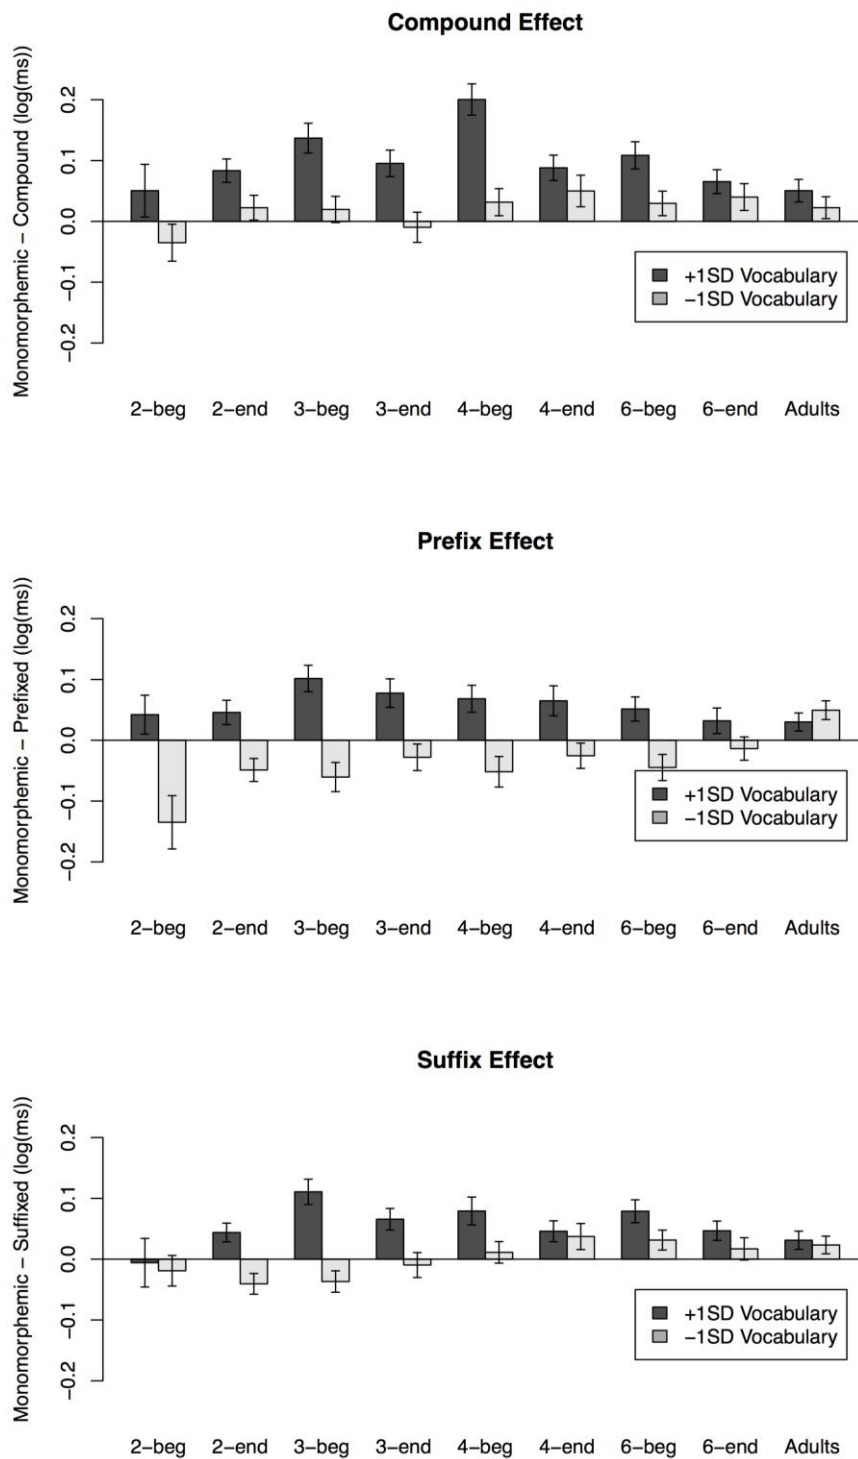 Compound Effect
Monomorphemic − Compound (log(ms))
0.2
0.1
0.0
−0.1
−0.2
+1SD Vocabulary
−1SD Vocabulary
2−beg 2−end 3−beg 3−end 4−beg 4−end 6−beg 6−end Adults
Prefix Effect
Monomorphemic − Prefixed (log(ms))
0.2
0.1
0.0
−0.1
−0.2
+1SD Vocabulary
−1SD Vocabulary
2−beg 2−end 3−beg 3−end 4−beg 4−end 6−beg 6−end Adults
Suffix Effect
Monomorphemic − Suffixed (log(ms))
0.2
0.1
0.0
−0.1
−0.2
+1SD Vocabulary
−1SD Vocabulary
2−beg 2−end 3−beg 3−end 4−beg 4−end 6−beg 6−end Adults